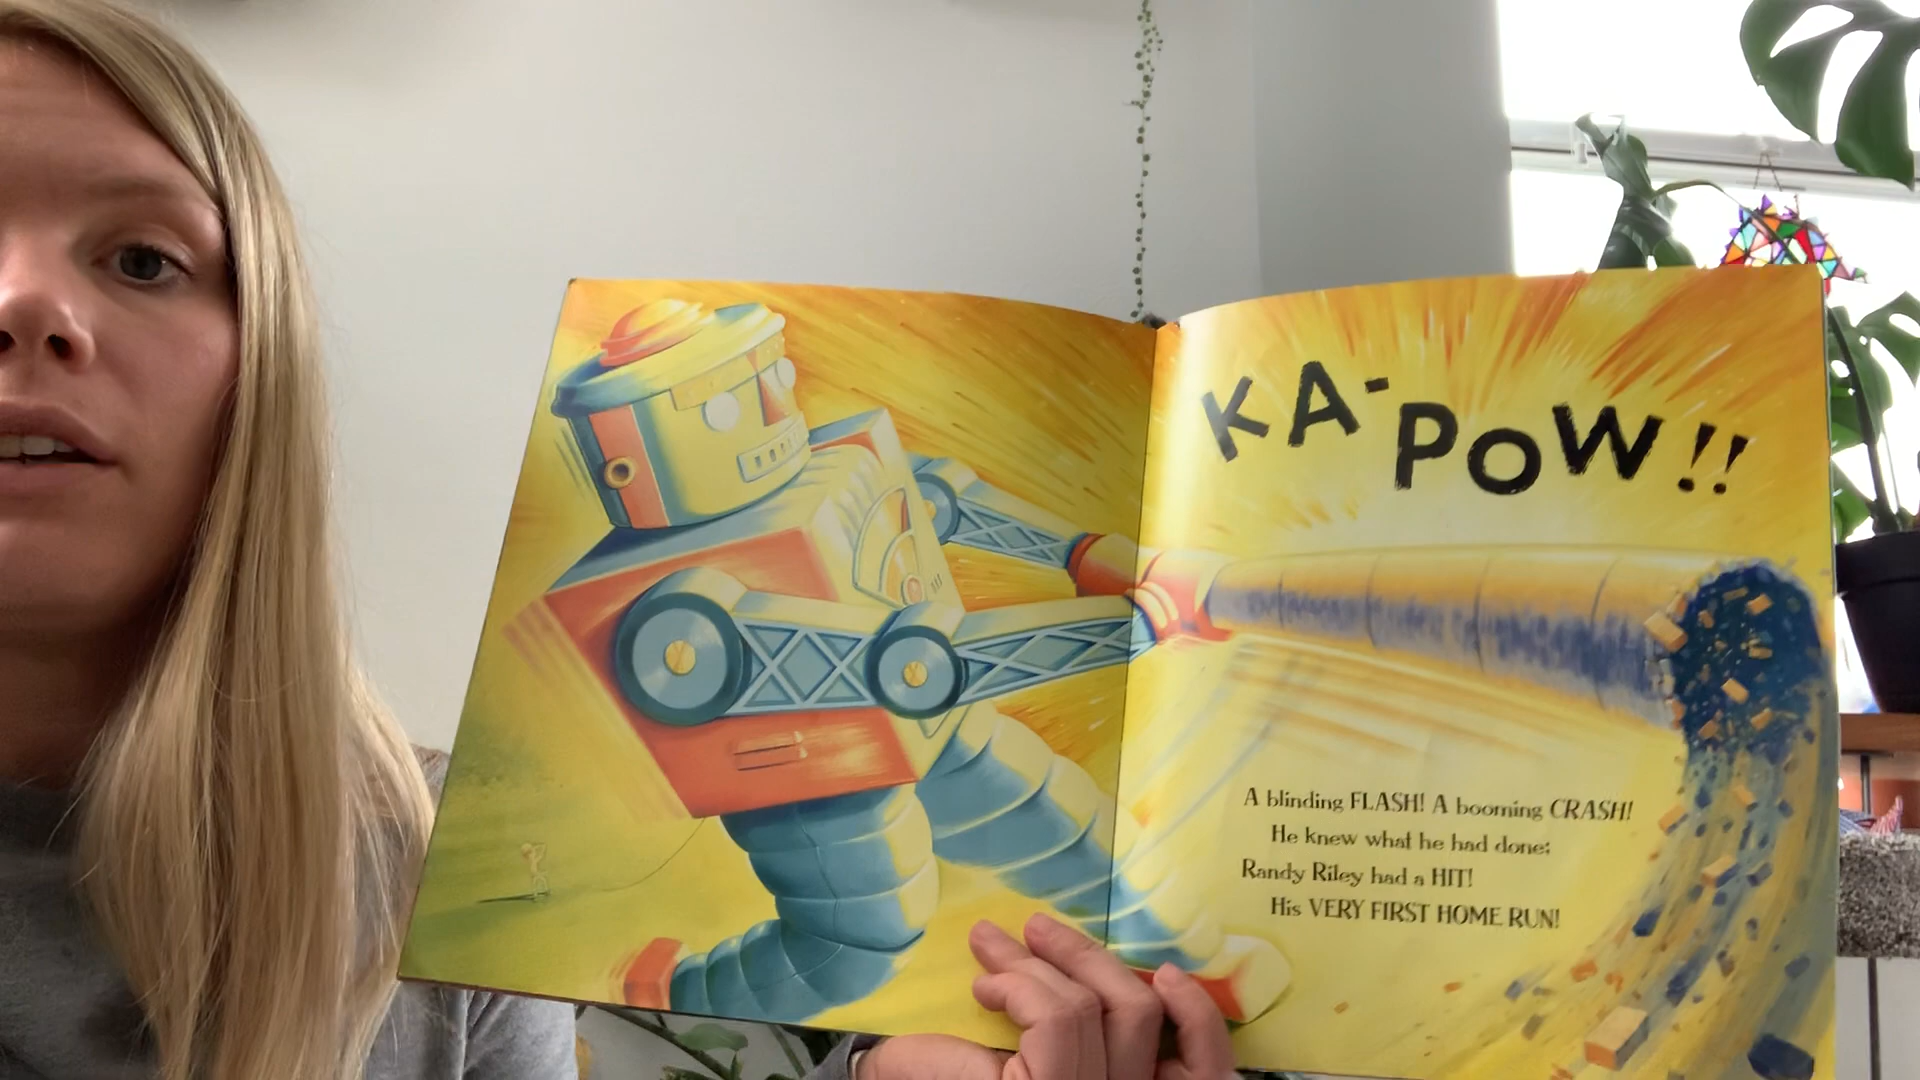 KA-
POW!!
A blinding FLASH! A booming CRASH!
He knew what he had done:
Randy Riley had a HIT!
His VERY FIRST HOME RUN!